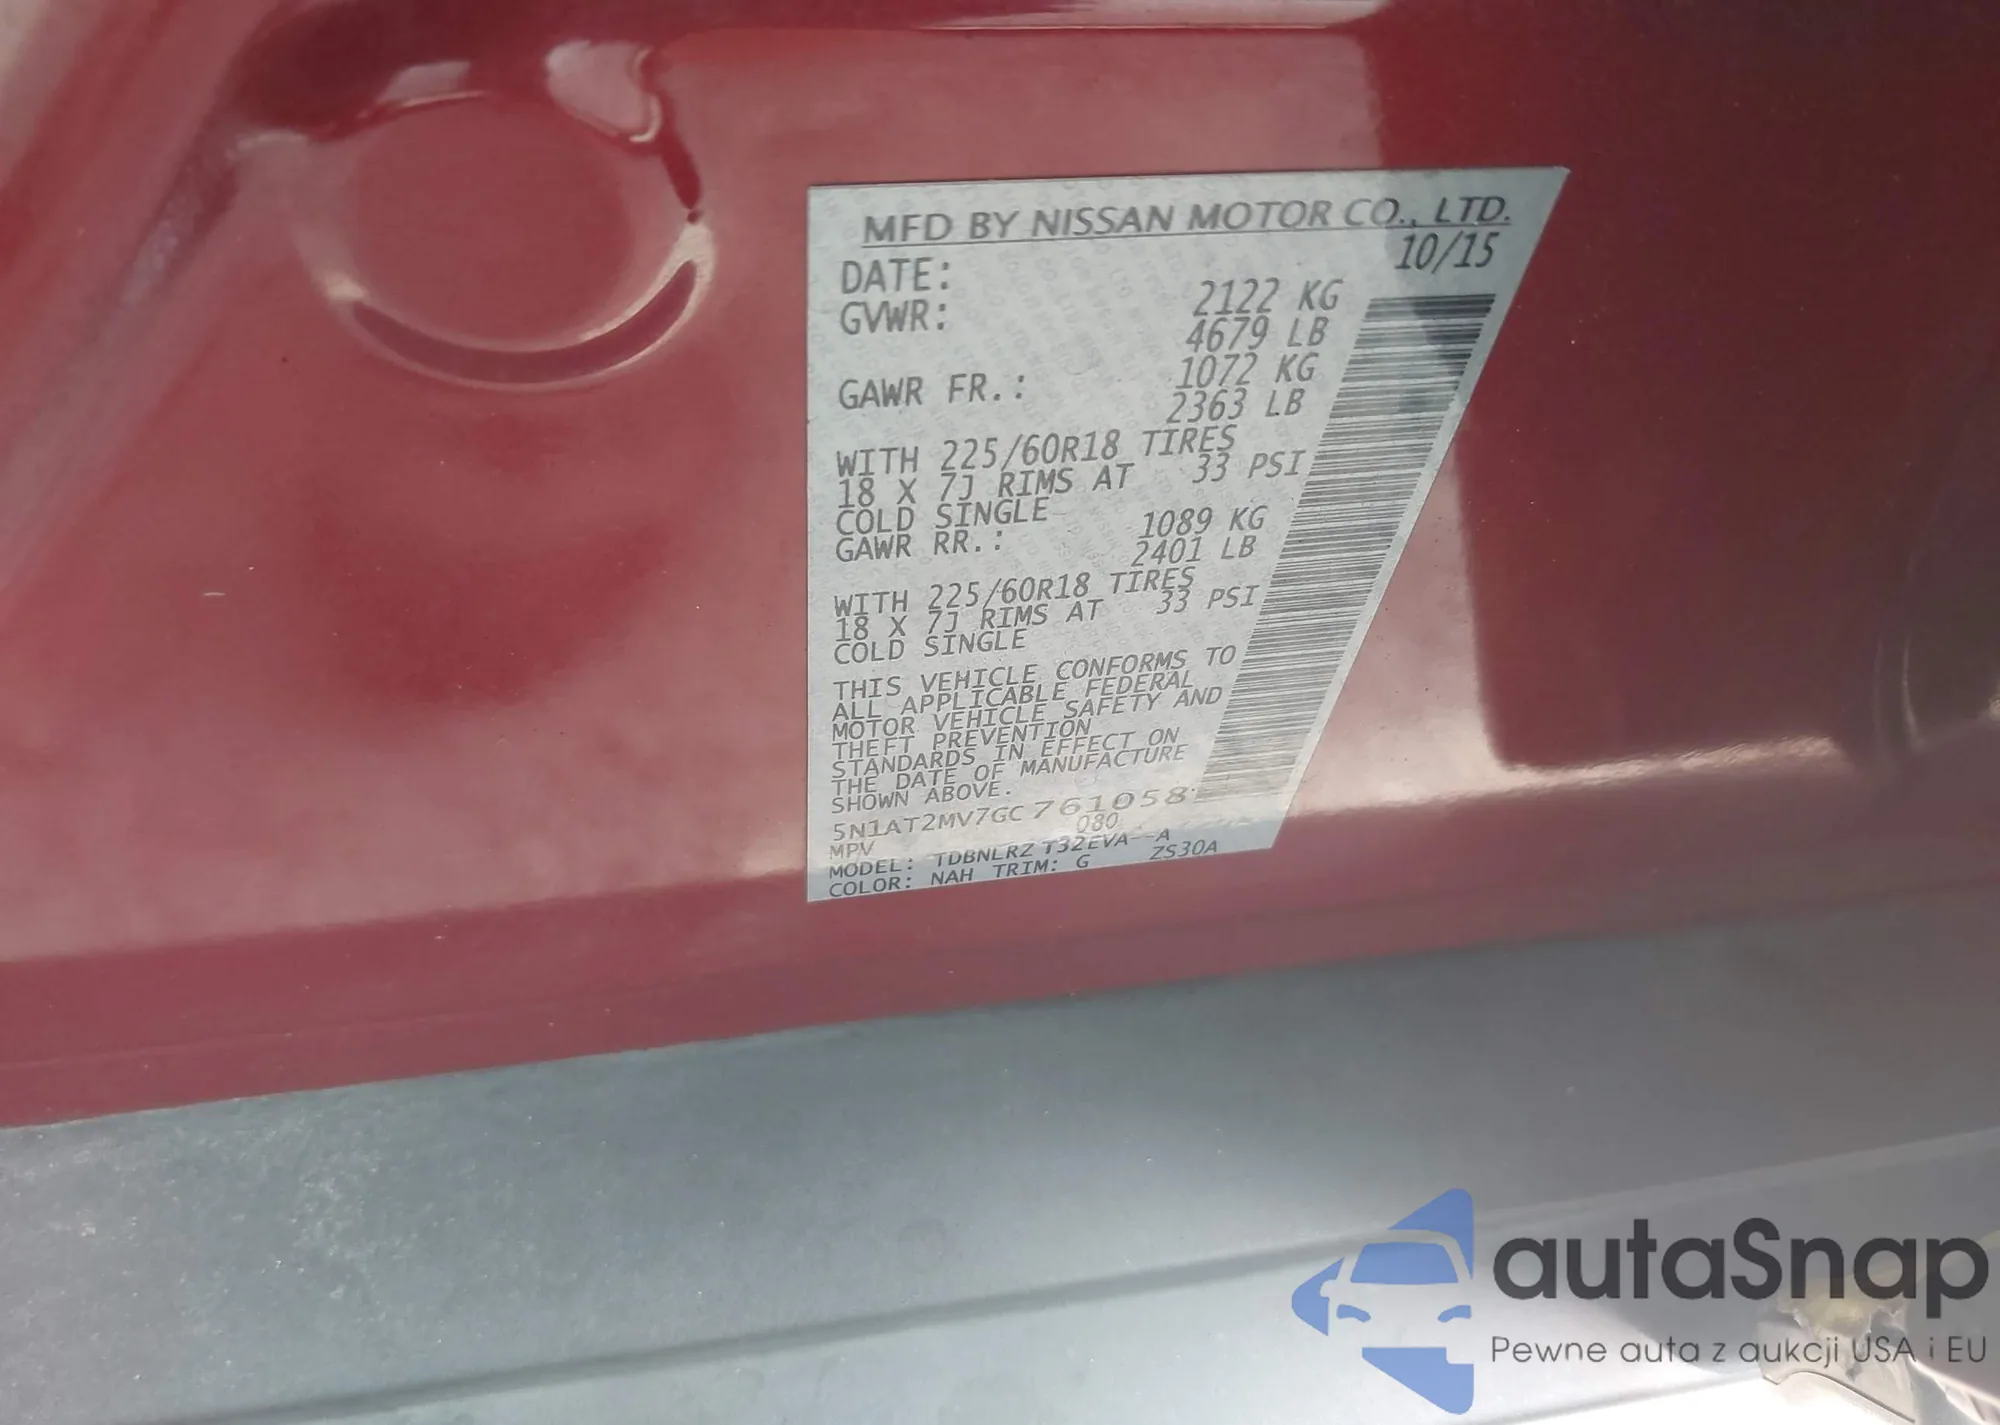 MFD BY NISSAN MOTOR CO., LTD.
DATE: 10/15
GVWR: 2122 KG
4679 LB
GAWR FR.: 1072 KG
2363 LB
WITH 225/60R18 TIRES
18 X 7J RIMS AT 33 PSI
COLD SINGLE
GAWR RR.: 1089 KG
2401 LB
WITH 225/60R18 TIRES
18 X 7J RIMS AT 33 PSI
COLD SINGLE
THIS VEHICLE CONFORMS TO
ALL APPLICABLE FEDERAL
MOTOR VEHICLE SAFETY AND
THEFT PREVENTION
STANDARDS IN EFFECT ON
THE DATE OF MANUFACTURE
SHOWN ABOVE.
5N1AT2MV7GC761058
MPV 080
MODEL: TDBNLRZ T32EVA--A
COLOR: NAH TRIM: G ZS30A
autaSnap
Pewne auta z aukcji USA i EU